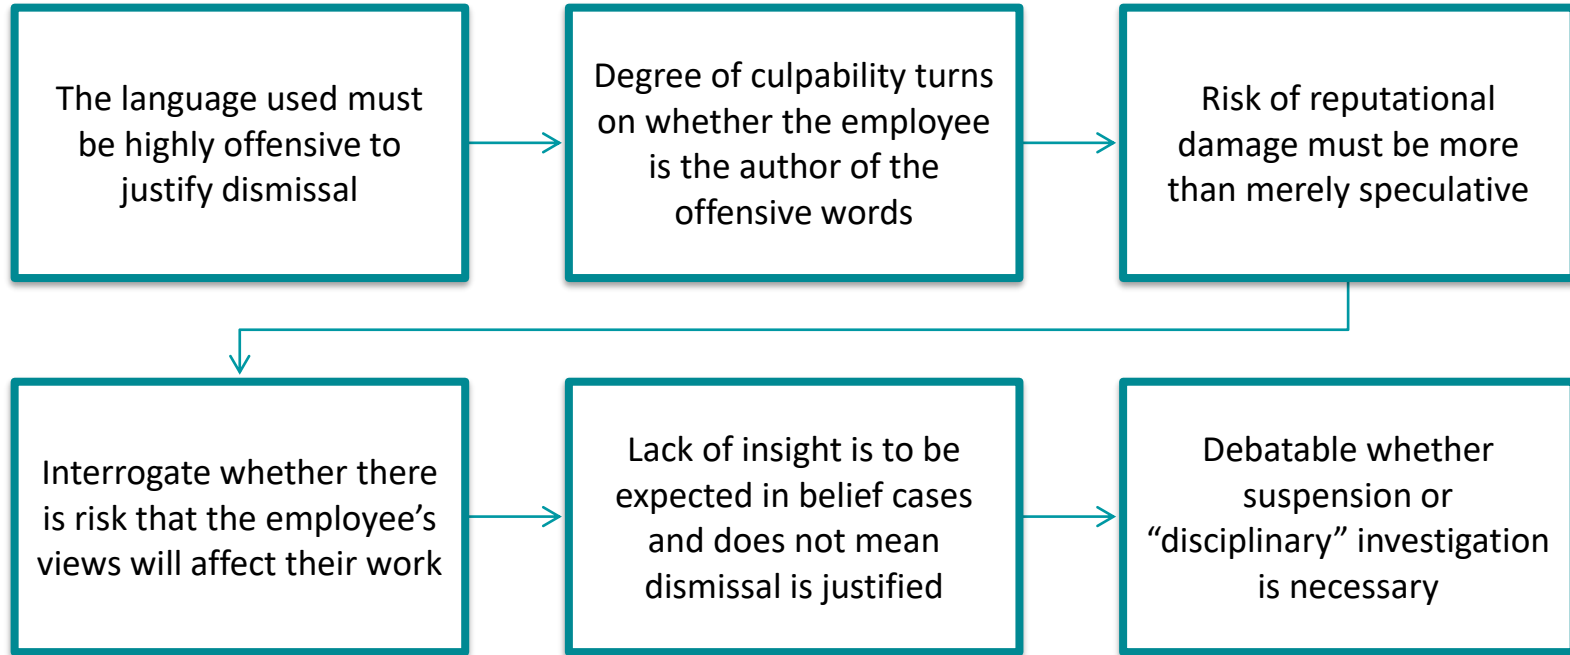 The language used must
be highly offensive to
justify dismissal
Degree of culpability turns
on whether the employee
is the author of the
offensive words
Risk of reputational
damage must be more
than merely speculative
Interrogate whether there
is risk that the employee’s
views will affect their work
Lack of insight is to be
expected in belief cases
and does not mean
dismissal is justified
Debatable whether
suspension or
“disciplinary” investigation
is necessary